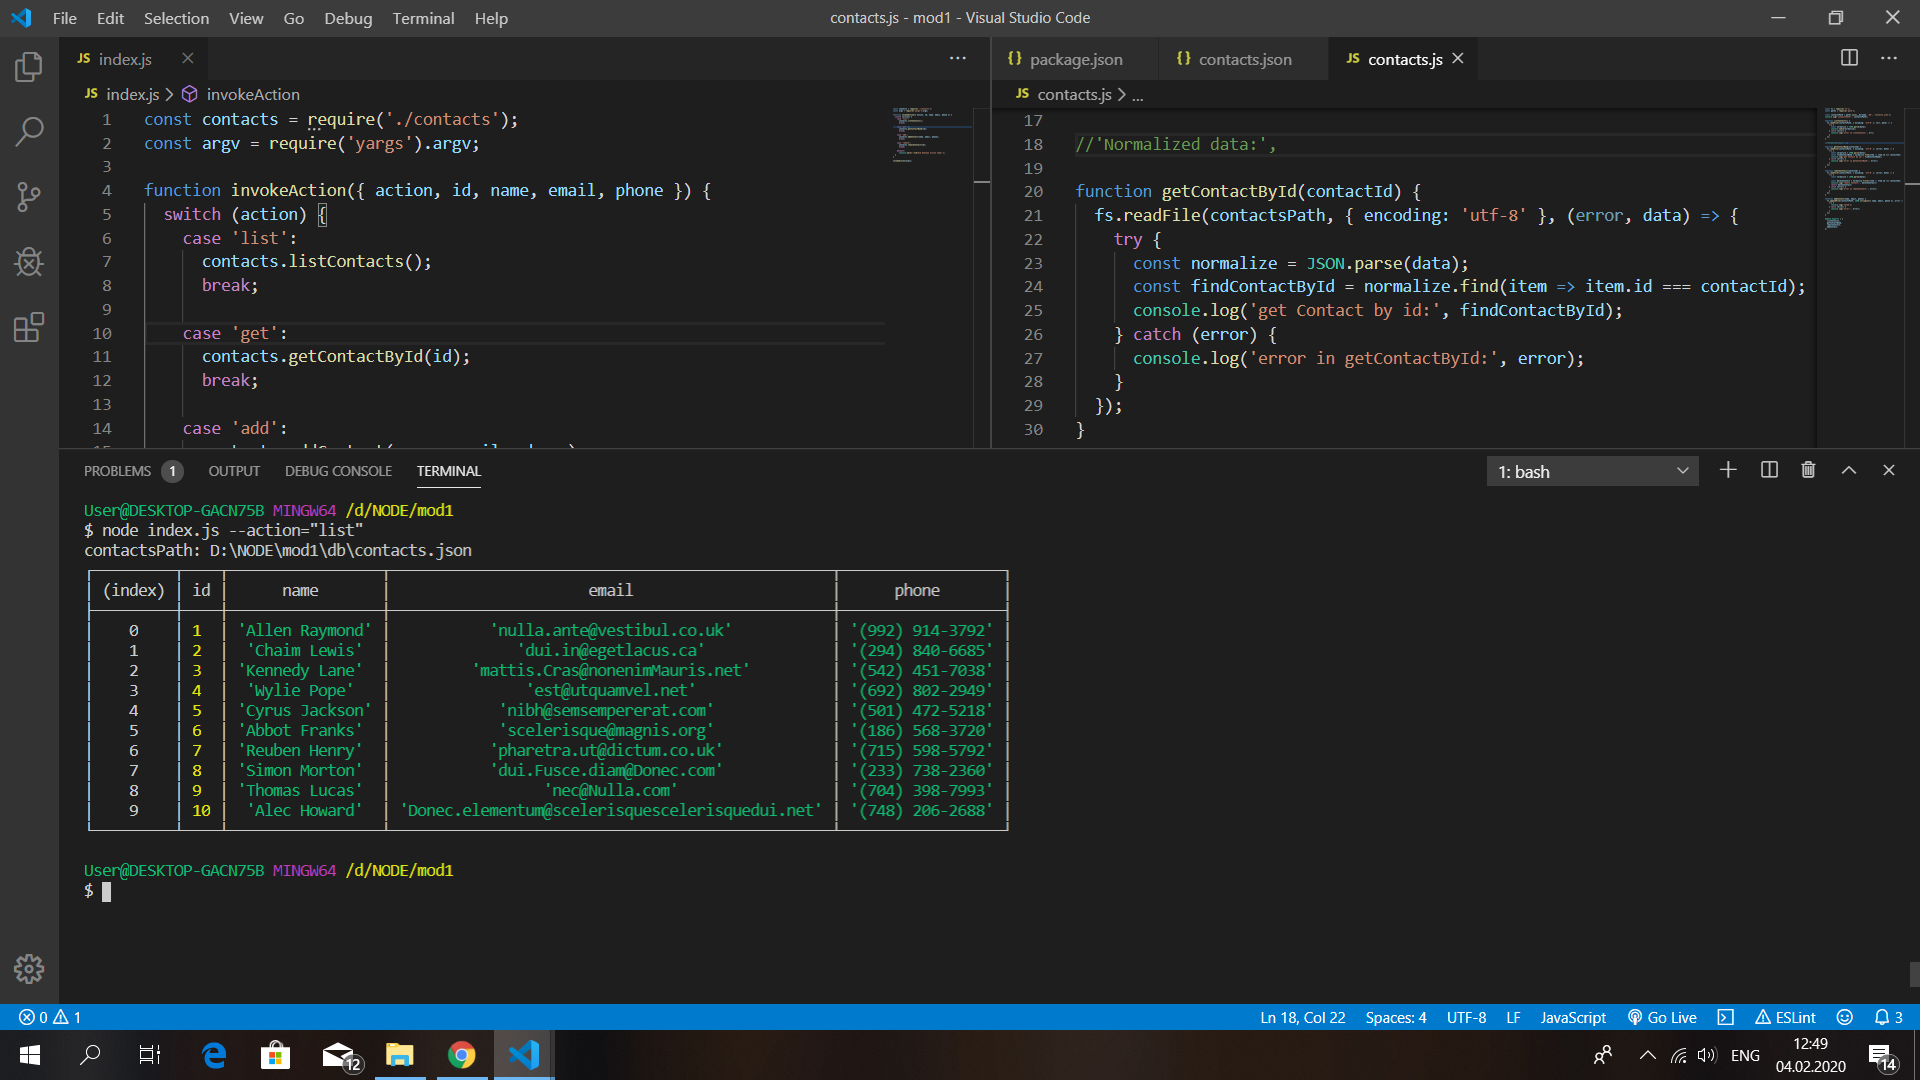 File Edit Selection View Go Debug Terminal Help
contacts.js - mod1 - Visual Studio Code
JS index.js
JS index.js > invokeAction
1 const contacts = require('./contacts');
2 const argv = require('yargs').argv;
3
4 function invokeAction({ action, id, name, email, phone }) {
5 switch (action) {
6 case 'list':
7 contacts.listContacts();
8 break;
9
10 case 'get':
11 contacts.getContactById(id);
12 break;
13
14 case 'add':
{} package.json {} contacts.json JS contacts.js
JS contacts.js > ...
17
18 //'Normalized data:',
19
20 function getContactById(contactId) {
21 fs.readFile(contactsPath, { encoding: 'utf-8' }, (error, data) => {
22 try {
23 const normalize = JSON.parse(data);
24 const findContactById = normalize.find(item => item.id === contactId);
25 console.log('get Contact by id:', findContactById);
26 } catch (error) {
27 console.log('error in getContactById:', error);
28 }
29 });
30 }
PROBLEMS 1 OUTPUT DEBUG CONSOLE TERMINAL
1: bash
User@DESKTOP-GACN75B MINGW64 /d/NODE/mod1
$ node index.js --action="list"
contactsPath: D:\NODE\mod1\db\contacts.json
(index) id name email phone
0 1 'Allen Raymond' 'nulla.ante@vestibul.co.uk' '(992) 914-3792'
1 2 'Chaim Lewis' 'dui.in@egetlacus.ca' '(294) 840-6685'
2 3 'Kennedy Lane' 'mattis.Cras@nonenimMauris.net' '(542) 451-7038'
3 4 'Wylie Pope' 'est@utquamvel.net' '(692) 802-2949'
4 5 'Cyrus Jackson' 'nibh@semsempererat.com' '(501) 472-5218'
5 6 'Abbot Franks' 'scelerisque@magnis.org' '(186) 568-3720'
6 7 'Reuben Henry' 'pharetra.ut@dictum.co.uk' '(715) 598-5792'
7 8 'Simon Morton' 'dui.Fusce.diam@Donec.com' '(233) 738-2360'
8 9 'Thomas Lucas' 'nec@Nulla.com' '(704) 398-7993'
9 10 'Alec Howard' 'Donec.elementum@scelerisquescelerisquedui.net' '(748) 206-2688'
User@DESKTOP-GACN75B MINGW64 /d/NODE/mod1
$
0 1 Ln 18, Col 22 Spaces: 4 UTF-8 LF JavaScript Go Live ESLint 3
12 ENG 12:49
04.02.2020 14